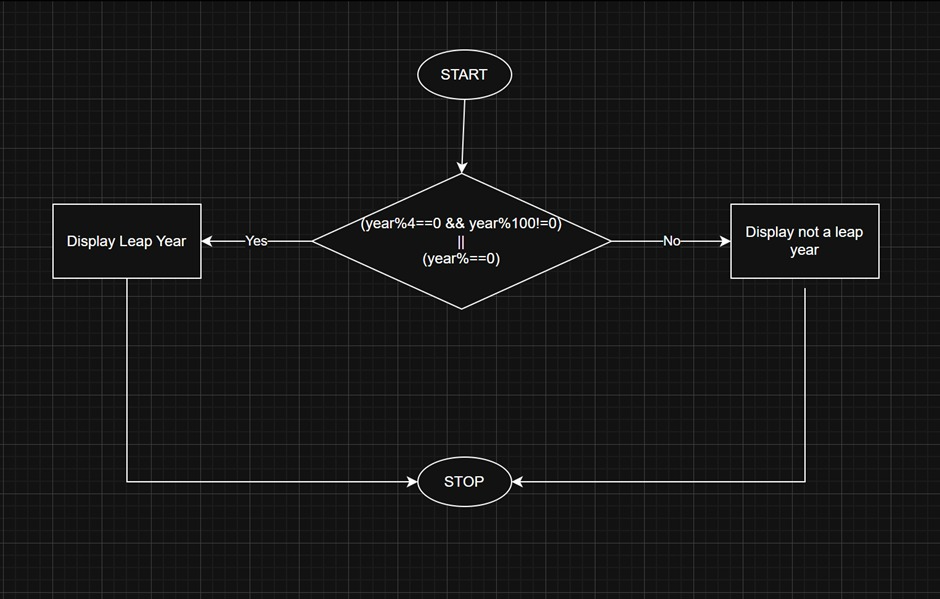 START
(year%4==0 && year%100!=0)
||
(year%==0)
Display Leap Year
Yes
No
Display not a leap
year
STOP